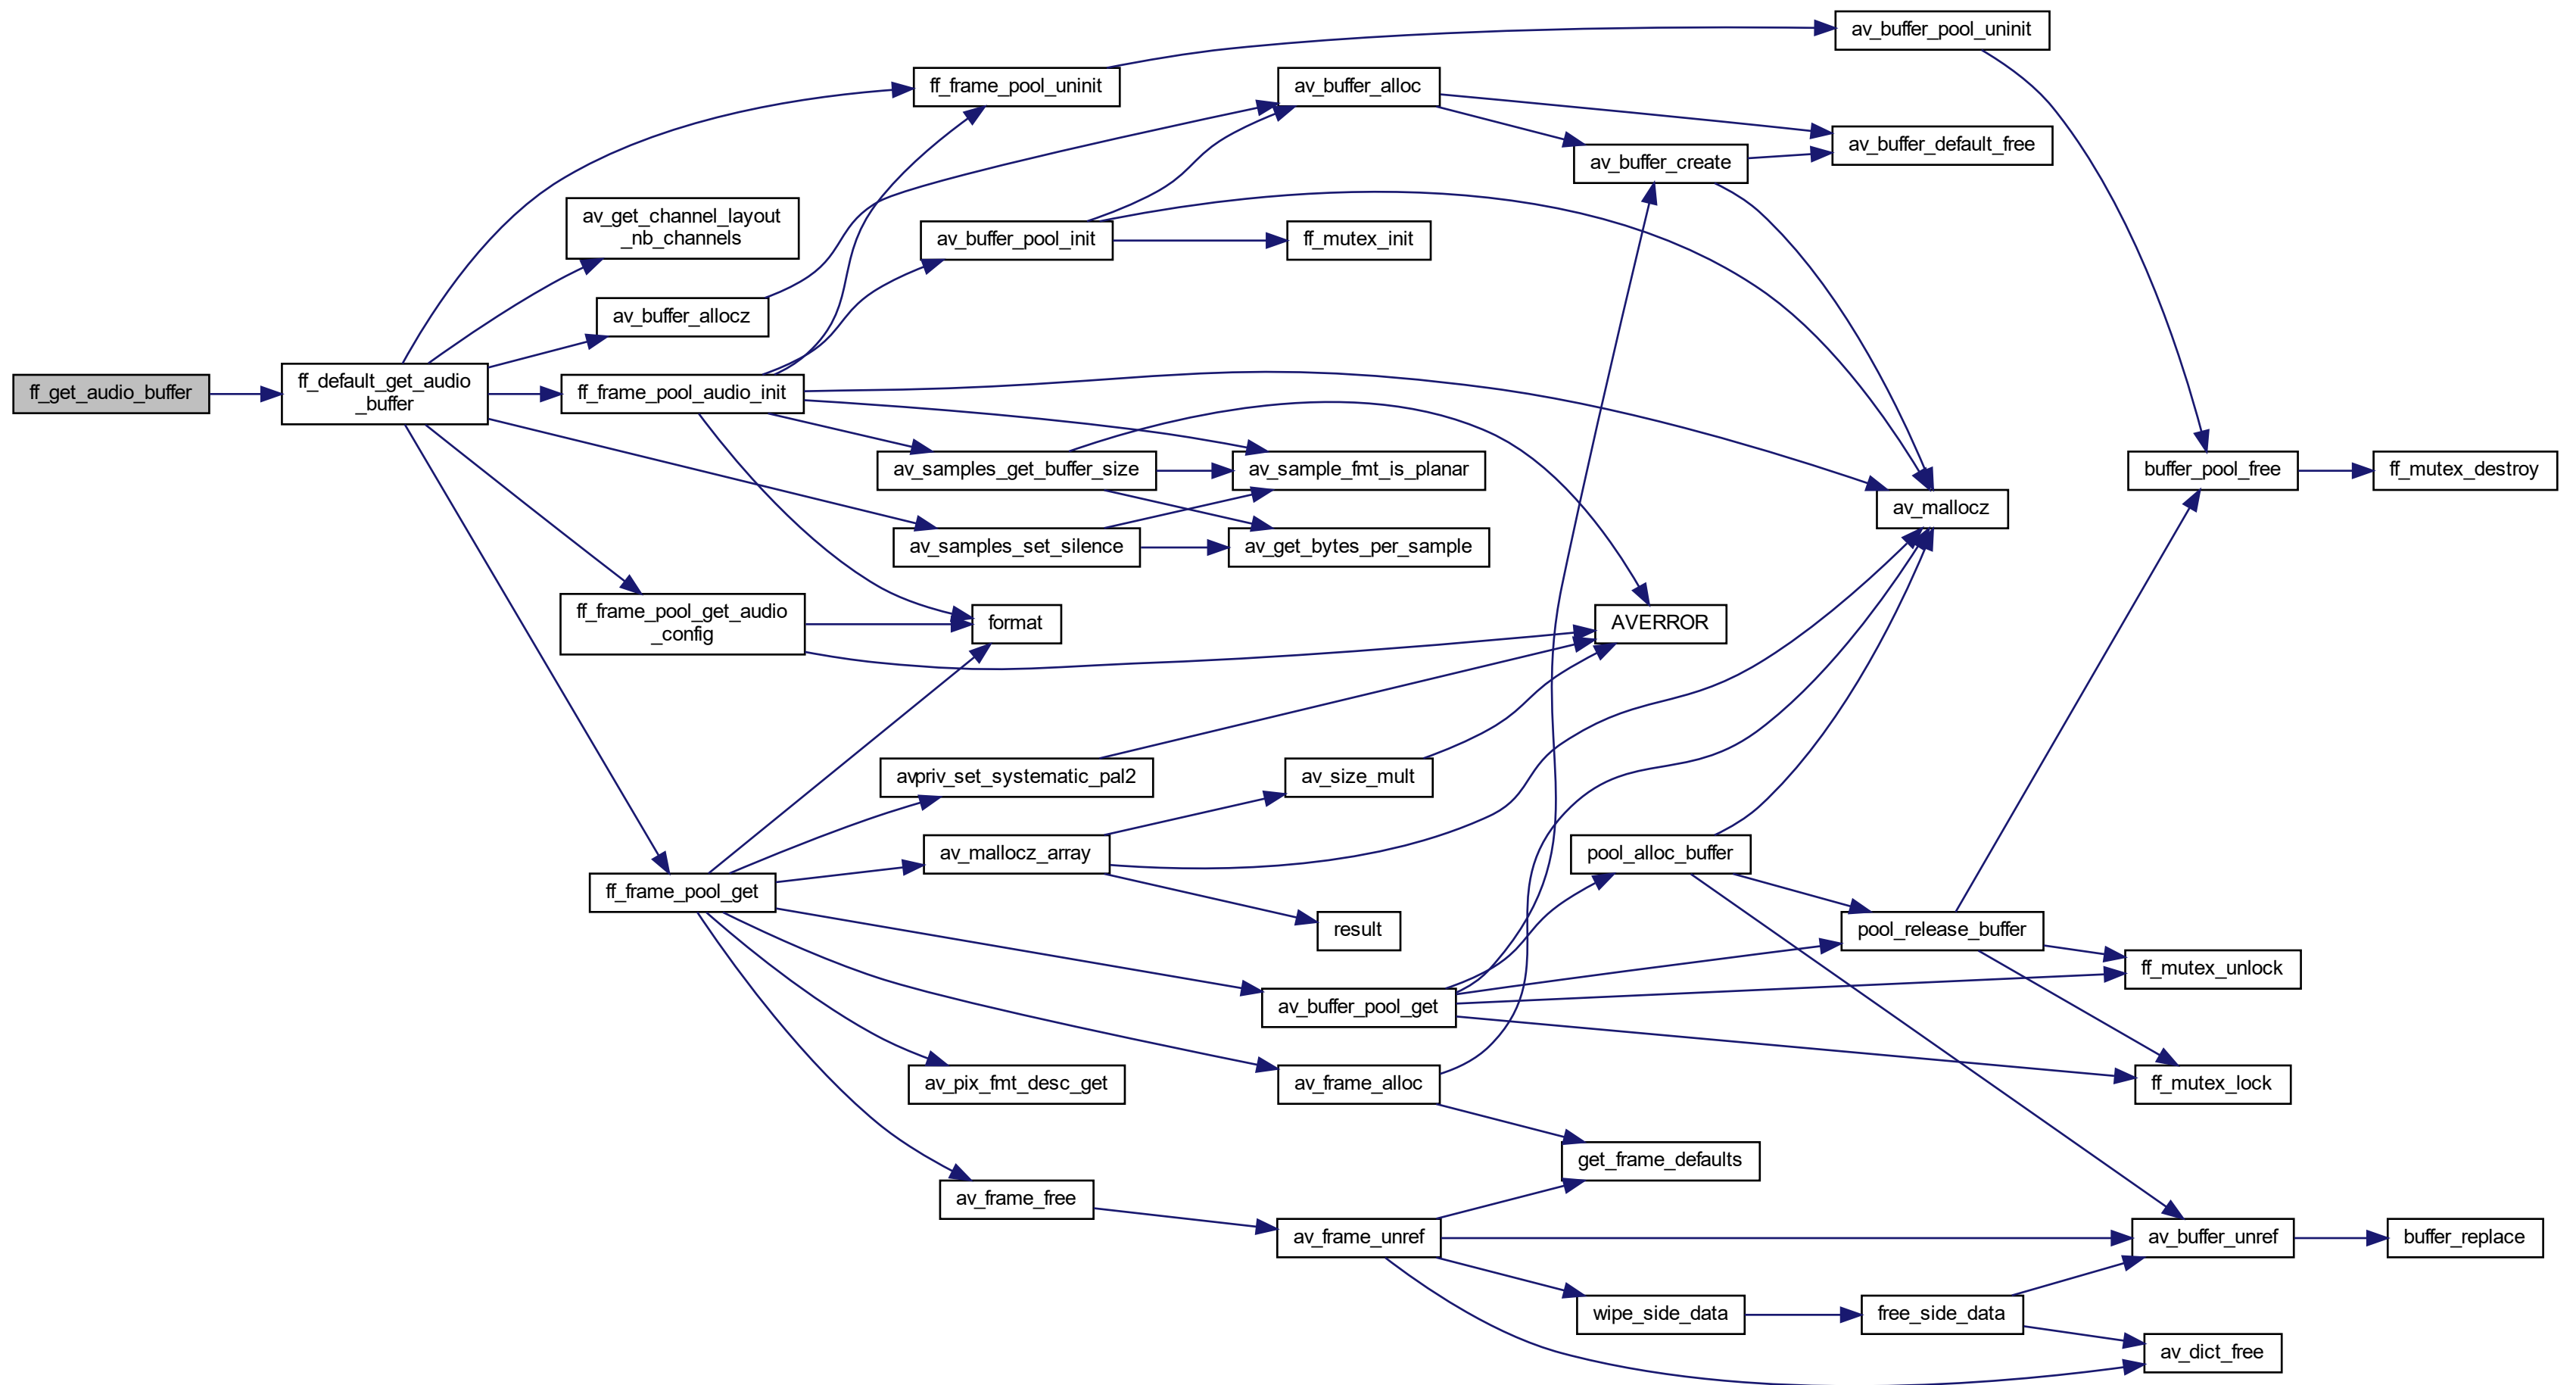 av_buffer_pool_uninit
ff_frame_pool_uninit
av_buffer_alloc
av_buffer_default_free
av_buffer_create
av_get_channel_layout
_nb_channels
av_buffer_pool_init
ff_mutex_init
av_buffer_allocz
ff_get_audio_buffer
ff_default_get_audio
_buffer
ff_frame_pool_audio_init
av_samples_get_buffer_size
av_sample_fmt_is_planar
buffer_pool_free
ff_mutex_destroy
av_mallocz
av_samples_set_silence
av_get_bytes_per_sample
ff_frame_pool_get_audio
_config
format
AVERROR
avpriv_set_systematic_pal2
av_size_mult
av_mallocz_array
pool_alloc_buffer
ff_frame_pool_get
result
pool_release_buffer
ff_mutex_unlock
av_buffer_pool_get
av_pix_fmt_desc_get
av_frame_alloc
ff_mutex_lock
get_frame_defaults
av_frame_free
av_frame_unref
av_buffer_unref
buffer_replace
wipe_side_data
free_side_data
av_dict_free